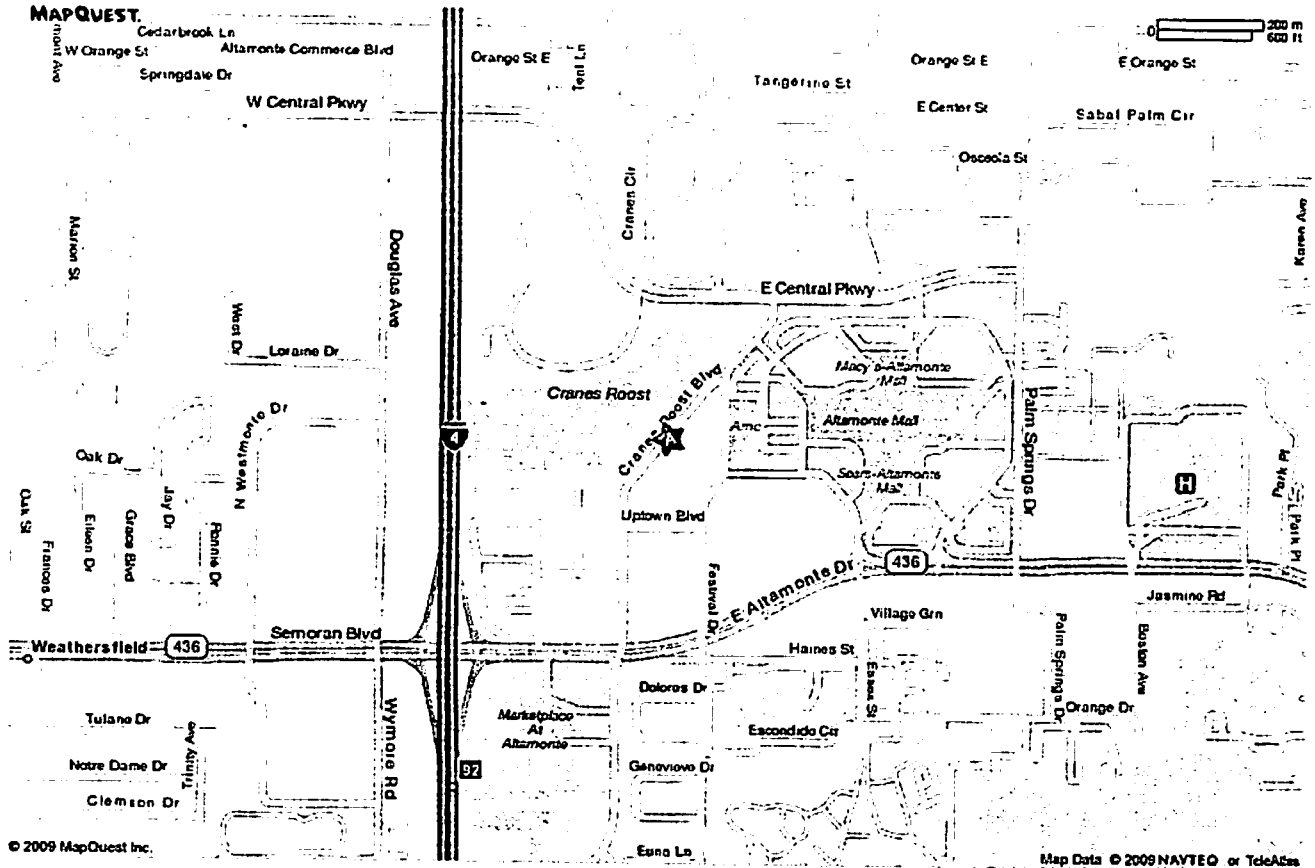 MAPQUEST.
Cedarbrook Ln
W Orange St
Altamonte Commerce Blvd
Springdale Dr
W Central Pkwy
Orange St E
Teri Ln
Tangerine St
Orange St E
E Orange St
E Center St
Sabal Palm Cir
Osceola St
0
200 m
600 ft
Marion St
Douglas Ave
Cranes Cir
Karen Ave
E Central Pkwy
West Dr
Loraine Dr
N Westmonte Dr
Cranes Roost
Cranes Roost Blvd
A
Macy's-Altamonte
Mall
Amc
Altamonte Mall
Sears-Altamonte
Mall
Palm Springs Dr
4
H
Park Pl
Park Pl
Oak Dr
Oak St
Frances Dr
Eileen Dr
Grace Blvd
Jay Dr
Ronnie Dr
Uptown Blvd
Festival Dr
E Altamonte Dr
436
Jasmine Rd
Village Grn
Weathersfield
436
Semoran Blvd
Haines St
Essex St
Palm Springs Dr
Boston Ave
Dolores Dr
Orange Dr
Tulane Dr
Trinity Ave
Wymore Rd
Marketplace
At
Altamonte
Escondido Cir
Notre Dame Dr
92
Genovieve Dr
Clemson Dr
© 2009 MapQuest Inc.
Map Data © 2009 NAVTEQ or TeleAtlas